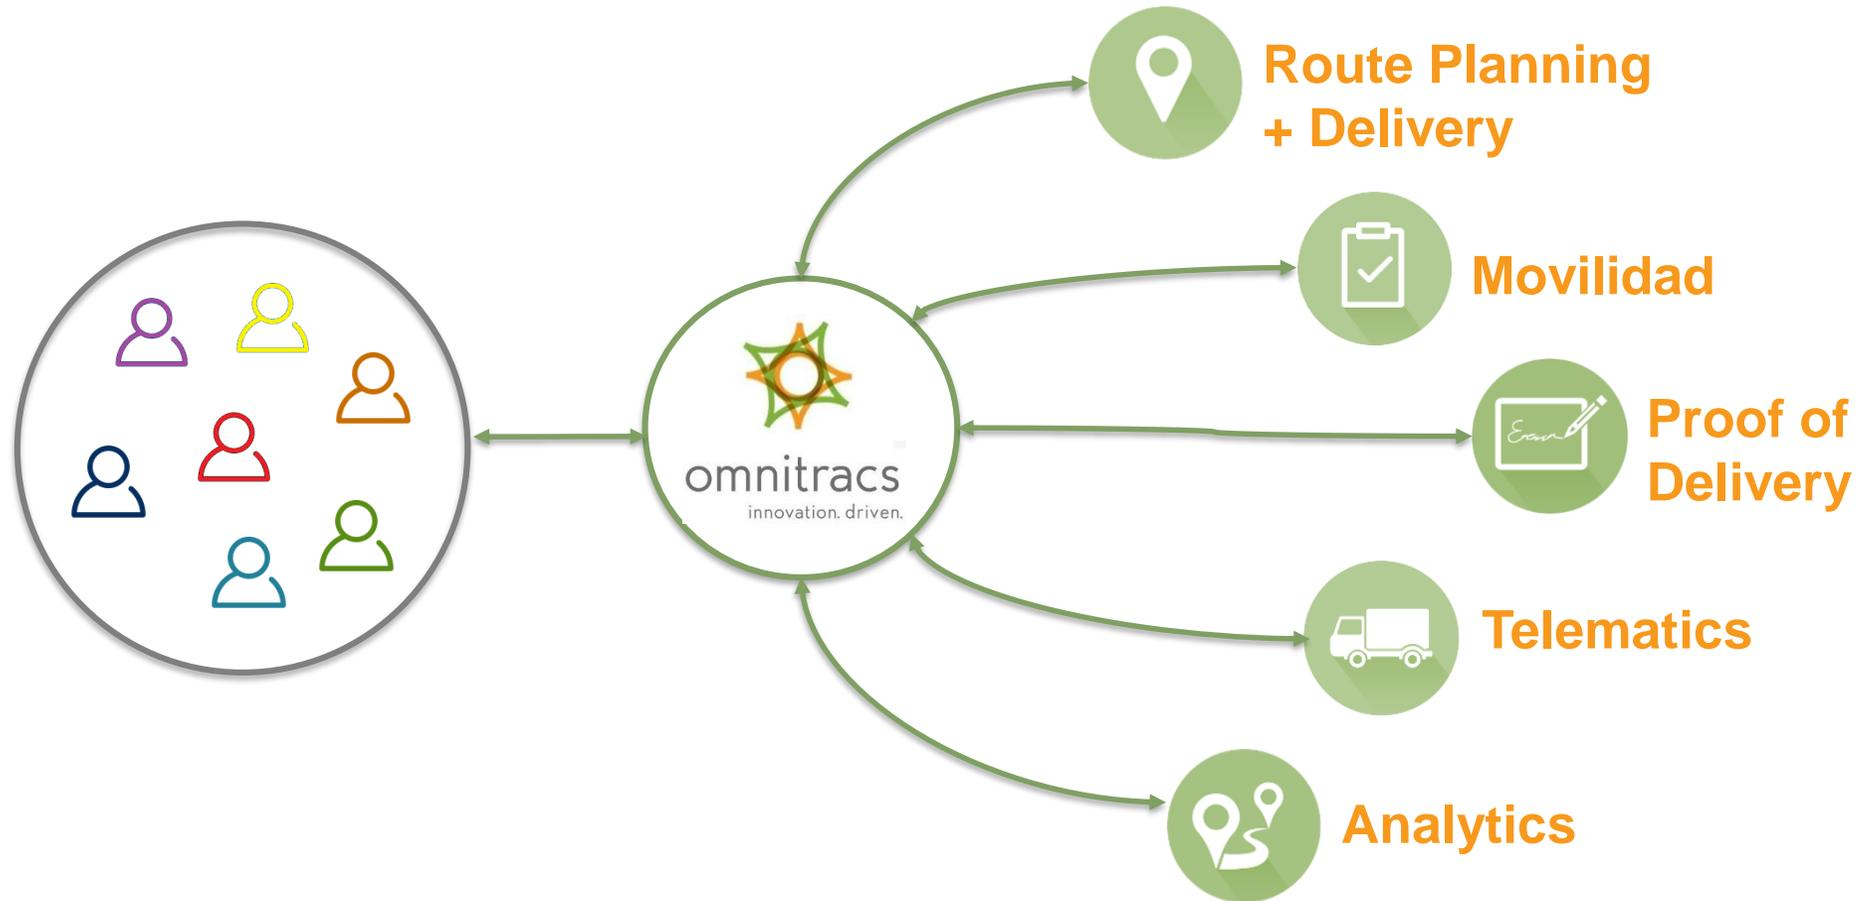 Route Planning
+ Delivery
Movilidad
omnitracs
innovation. driven.
Proof of
Delivery
Telematics
Analytics